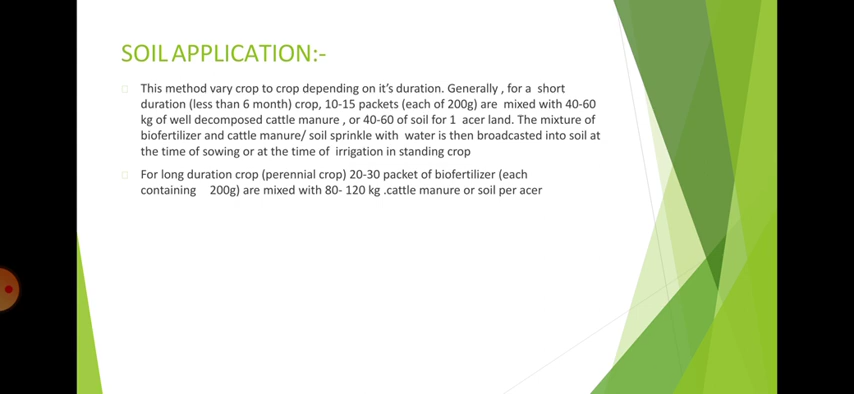 SOIL APPLICATION:-
This method vary crop to crop depending on it's duration. Generally , for a short
duration (less than 6 month) crop, 10-15 packets (each of 200g) are mixed with 40-60
kg of well decomposed cattle manure , or 40-60 of soil for 1 acer land. The mixture of
biofertilizer and cattle manure/ soil sprinkle with water is then broadcasted into soil at
the time of sowing or at the time of irrigation in standing crop
For long duration crop (perennial crop) 20-30 packet of biofertilizer (each
containing 200g) are mixed with 80- 120 kg .cattle manure or soil per acer